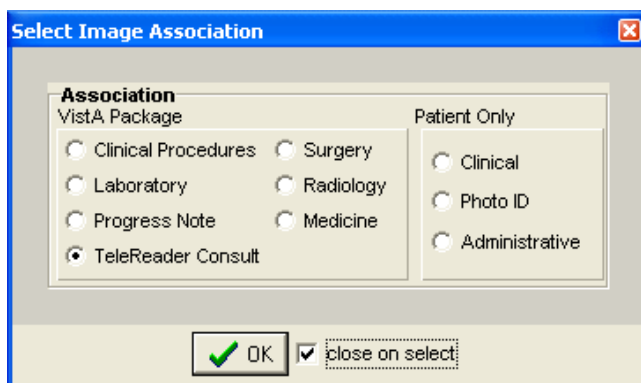 Select Image Association
Association
VistA Package
Patient Only
Clinical Procedures
Surgery
Laboratory
Radiology
Progress Note
Medicine
TeleReader Consult
Clinical
Photo ID
Administrative
OK
close on select